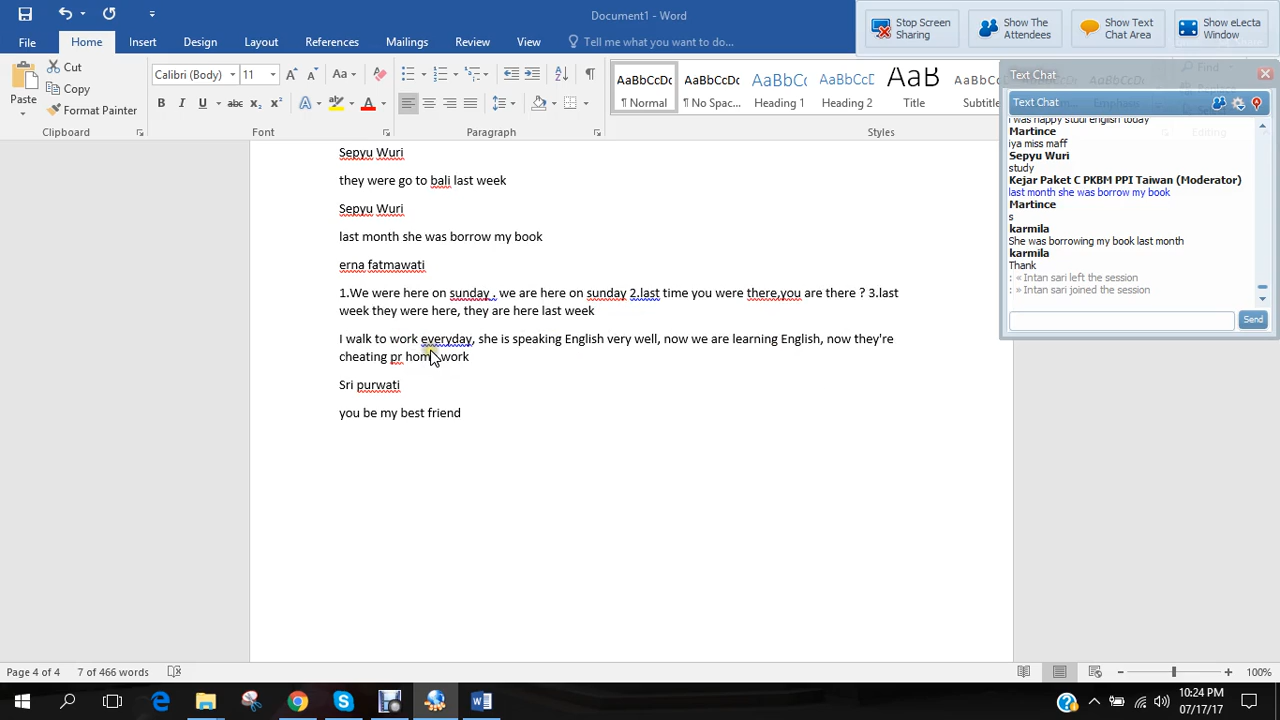 Document1 - Word
Stop Screen Sharing
Show The Attendees
Show Text Chat Area
Show eLecta Window
File
Home
Insert
Design
Layout
References
Mailings
Review
View
Tell me what you want to do...
Paste
Cut
Copy
Format Painter
Clipboard
Calibri (Body)
11
Font
Paragraph
AaBbCcDc
¶ Normal
AaBbCcDc
¶ No Spac...
AaBbCc
Heading
AaBbCcD
Heading 2
AaB
Title
Subtitle
Styles
Editing
Text Chat
Text Chat
i was happy studi english today
Martince
iya miss maff
Sepyu Wuri
study
Kejar Paket C PKBM PPI Taiwan (Moderator)
last month she was borrow my book
Martince
s
karmila
She was borrowing my book last month
karmila
Thank
: « Intan sari left the session
: » Intan sari joined the session
Send
Sepyu Wuri
they were go to bali last week
Sepyu Wuri
last month she was borrow my book
erna fatmawati
1.We were here on sunday . we are here on sunday 2.last time you were there,you are there ? 3.last
week they were here, they are here last week
I walk to work everyday, she is speaking English very well, now we are learning English, now they're
cheating pr home work
Sri purwati
you be my best friend
Page 4 of 4
7 of 466 words
100%
10:24 PM
07/17/17